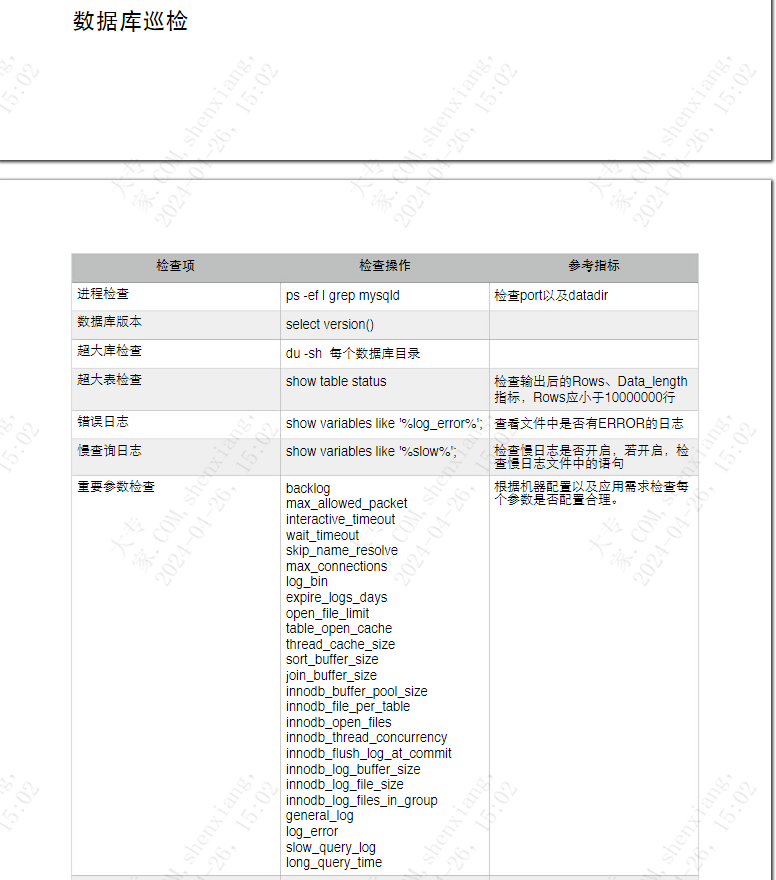 数据库巡检
检查项 检查操作 参考指标
进程检查 ps -ef | grep mysqld 检查port以及datadir
数据库版本 select version()
超大库检查 du -sh 每个数据库目录
超大表检查 show table status 检查输出后的Rows、Data_length
指标，Rows应小于10000000行
错误日志 show variables like '%log_error%'; 查看文件中是否有ERROR的日志
慢查询日志 show variables like '%slow%'; 检查慢日志是否开启，若开启，检
查慢日志文件中的语句
重要参数检查 backlog 根据机器配置以及应用需求检查每
max_allowed_packet 个参数是否配置合理。
interactive_timeout
wait_timeout
skip_name_resolve
max_connections
log_bin
expire_logs_days
open_file_limit
table_open_cache
thread_cache_size
sort_buffer_size
join_buffer_size
innodb_buffer_pool_size
innodb_file_per_table
innodb_open_files
innodb_thread_concurrency
innodb_flush_log_at_commit
innodb_log_buffer_size
innodb_log_file_size
innodb_log_files_in_group
general_log
log_error
slow_query_log
long_query_time
大专
家.COM,shenxiang,
2024-04-26, 15:02